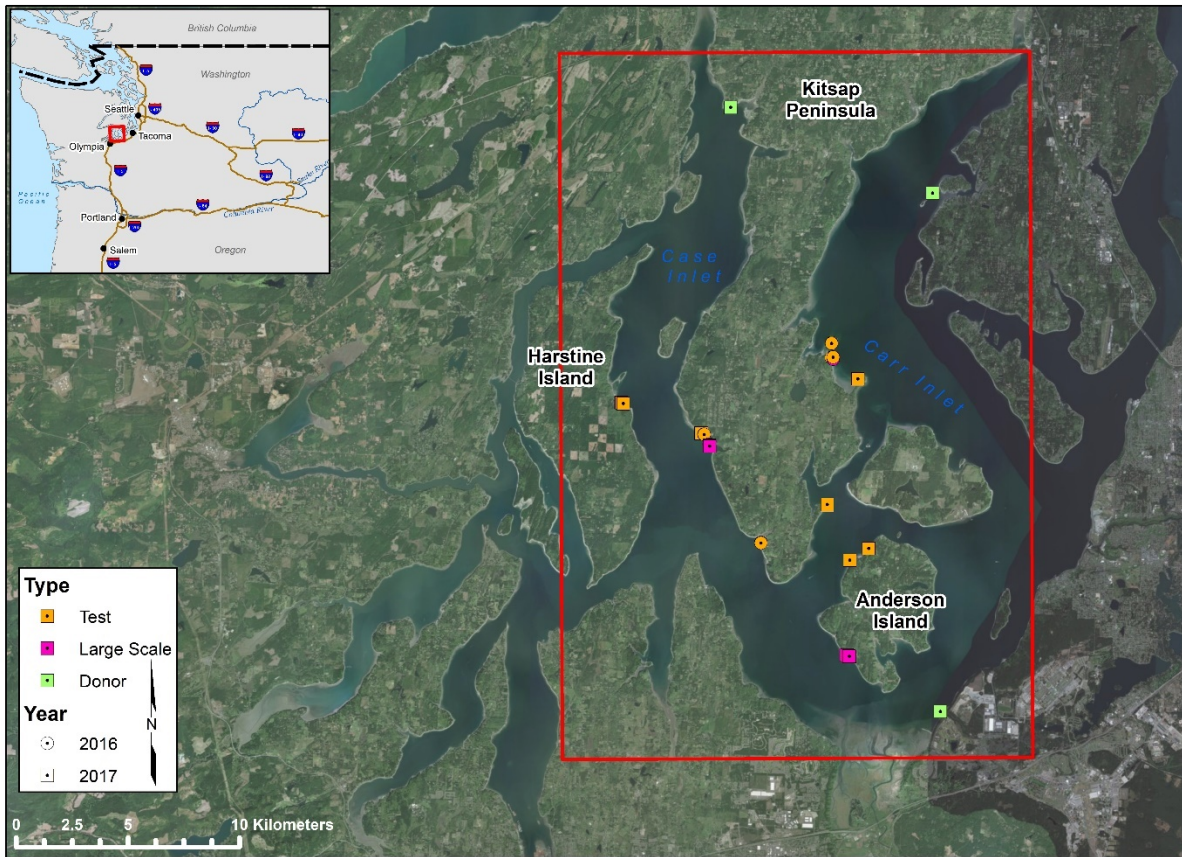 British Columbia
Washington
Seattle
Tacoma
Olympia
Pacific
Ocean
Portland
Columbia River
Salem
Oregon
Kitsap
Peninsula
Case
Inlet
Harstine
Island
Carr Inlet
Anderson
Island
Type
Test
Large Scale
Donor
Year
2016
2017
N
0 2.5 5 10 Kilometers